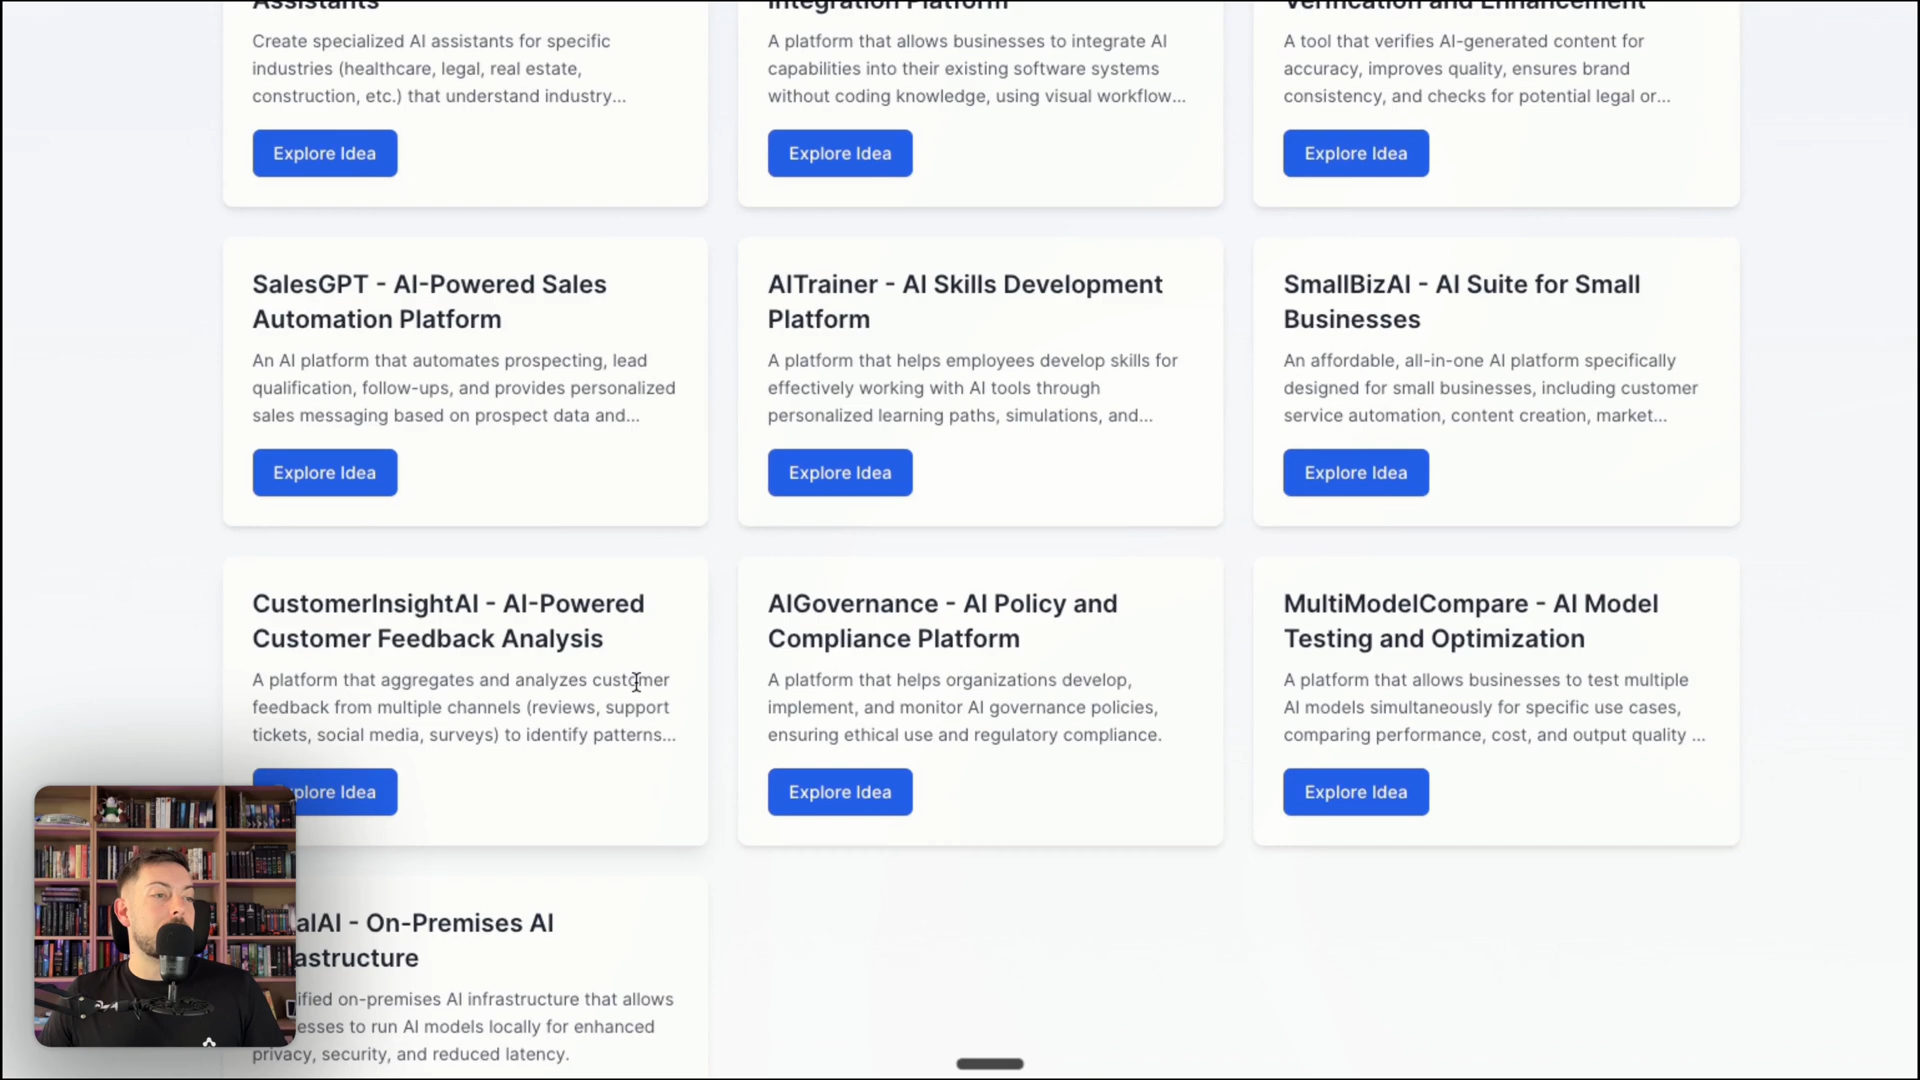 Assistants
Create specialized AI assistants for specific
industries (healthcare, legal, real estate,
construction, etc.) that understand industry...
Explore Idea
Integration Platform
A platform that allows businesses to integrate AI
capabilities into their existing software systems
without coding knowledge, using visual workflow...
Explore Idea
Verification and Enhancement
A tool that verifies AI-generated content for
accuracy, improves quality, ensures brand
consistency, and checks for potential legal or...
Explore Idea
SalesGPT - AI-Powered Sales
Automation Platform
An AI platform that automates prospecting, lead
qualification, follow-ups, and provides personalized
sales messaging based on prospect data and...
Explore Idea
AITrainer - AI Skills Development
Platform
A platform that helps employees develop skills for
effectively working with AI tools through
personalized learning paths, simulations, and...
Explore Idea
SmallBizAI - AI Suite for Small
Businesses
An affordable, all-in-one AI platform specifically
designed for small businesses, including customer
service automation, content creation, market...
Explore Idea
CustomerInsightAI - AI-Powered
Customer Feedback Analysis
A platform that aggregates and analyzes customer
feedback from multiple channels (reviews, support
tickets, social media, surveys) to identify patterns...
plore Idea
AIGovernance - AI Policy and
Compliance Platform
A platform that helps organizations develop,
implement, and monitor AI governance policies,
ensuring ethical use and regulatory compliance.
Explore Idea
MultiModelCompare - AI Model
Testing and Optimization
A platform that allows businesses to test multiple
AI models simultaneously for specific use cases,
comparing performance, cost, and output quality ...
Explore Idea
alAI - On-Premises AI
astructure
ified on-premises AI infrastructure that allows
esses to run AI models locally for enhanced
privacy, security, and reduced latency.